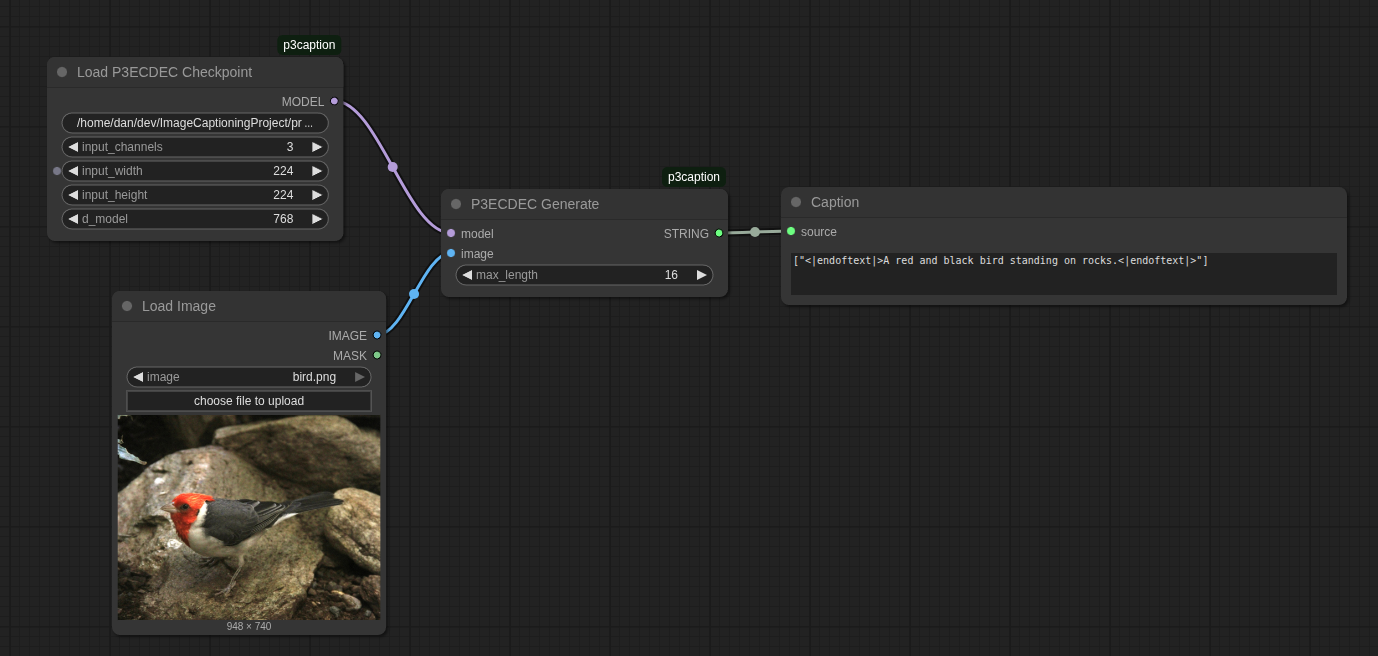 p3caption
Load P3ECDEC Checkpoint
MODEL
/home/dan/dev/ImageCaptioningProject/pr ...
input_channels 3
input_width 224
input_height 224
d_model 768
Load Image
IMAGE
MASK
image bird.png
choose file to upload
948 × 740
p3caption
P3ECDEC Generate
model STRING
image
max_length 16
Caption
source
["<|endoftext|>A red and black bird standing on rocks.<|endoftext|>"]